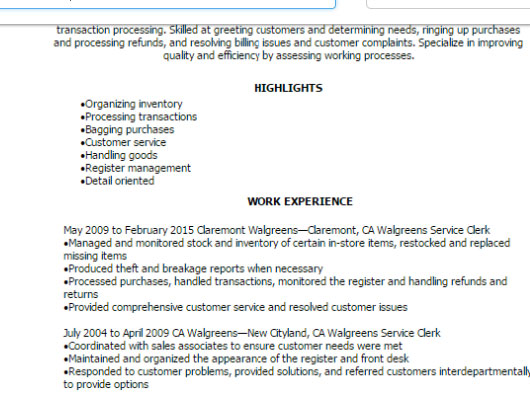 transaction processing. Skilled at greeting customers and determining needs, ringing up purchases
and processing refunds, and resolving billing issues and customer complaints. Specialize in improving
quality and efficiency by assessing working processes.
HIGHLIGHTS
•Organizing inventory
•Processing transactions
•Bagging purchases
•Customer service
•Handling goods
•Register management
•Detail oriented
WORK EXPERIENCE
May 2009 to February 2015 Claremont Walgreens—Claremont, CA Walgreens Service Clerk
•Managed and monitored stock and inventory of certain in-store items, restocked and replaced
missing items
•Produced theft and breakage reports when necessary
•Processed purchases, handled transactions, monitored the register and handling refunds and
returns
•Provided comprehensive customer service and resolved customer issues
July 2004 to April 2009 CA Walgreens—New Cityland, CA Walgreens Service Clerk
•Coordinated with sales associates to ensure customer needs were met
•Maintained and organized the appearance of the register and front desk
•Responded to customer problems, provided solutions, and referred customers interdepartmentally
to provide options